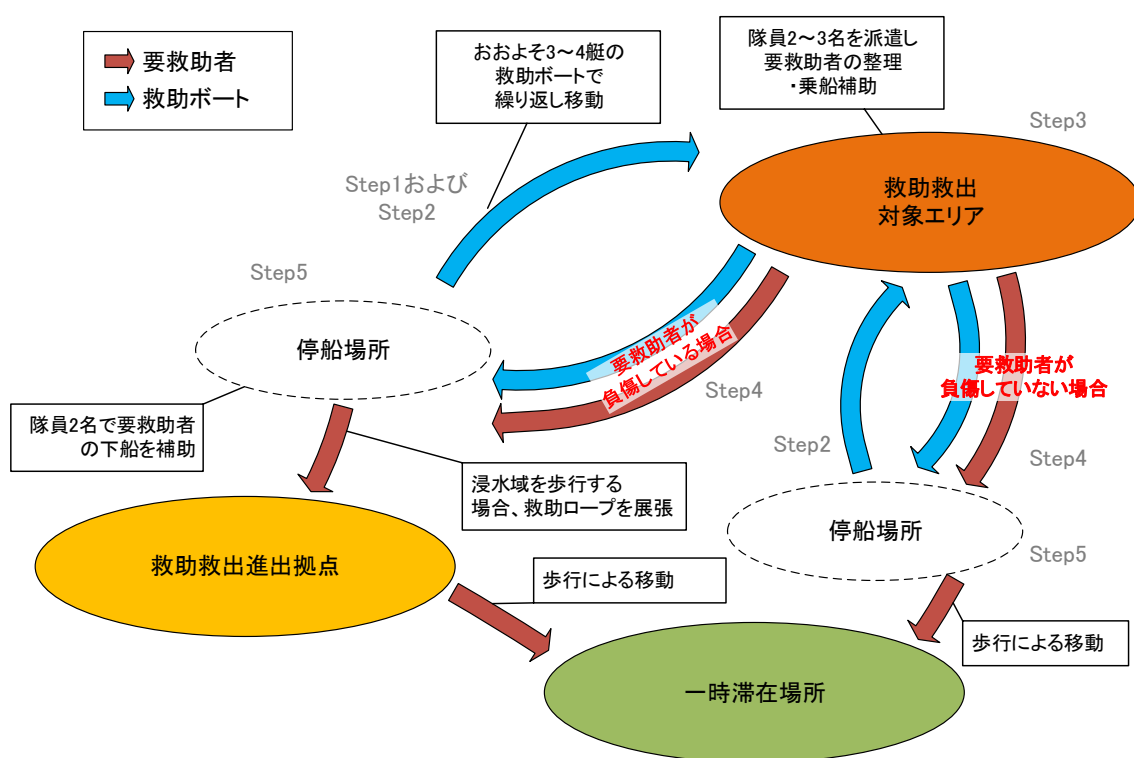 要救助者
救助ボート
おおよそ3～4艇の
救助ボートで
繰り返し移動
隊員2～3名を派遣し
要救助者の整理
・乗船補助
Step3
Step1および
Step2
救助救出
対象エリア
Step5
停船場所
要救助者が
負傷している場合
Step4
要救助者が
負傷していない場合
隊員2名で要救助者
の下船を補助
Step2
Step4
浸水域を歩行する
場合、救助ロープを展張
停船場所
Step5
救助救出進出拠点
歩行による移動
歩行による移動
一時滞在場所